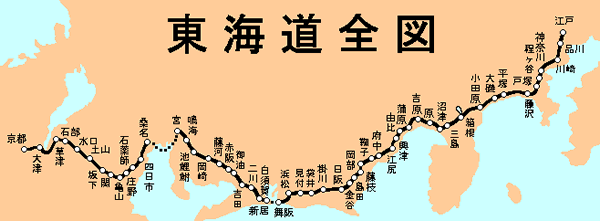 東海道全図
京都
大津
草津
石部
水口
土山
坂下
関
亀山
庄野
石薬師
四日市
桑名
宮
鳴海
池鯉鮒
岡崎
藤河
赤阪
御油
吉田
二川
白須賀
新居
舞阪
浜松
見付
袋井
掛川
日阪
金谷
島田
藤枝
岡部
鞠子
府中
江尻
興津
由比
蒲原
吉原
原
沼津
三島
箱根
小田原
大磯
平塚
藤沢
戸塚
程ヶ谷
神奈川
川崎
品川
江戸